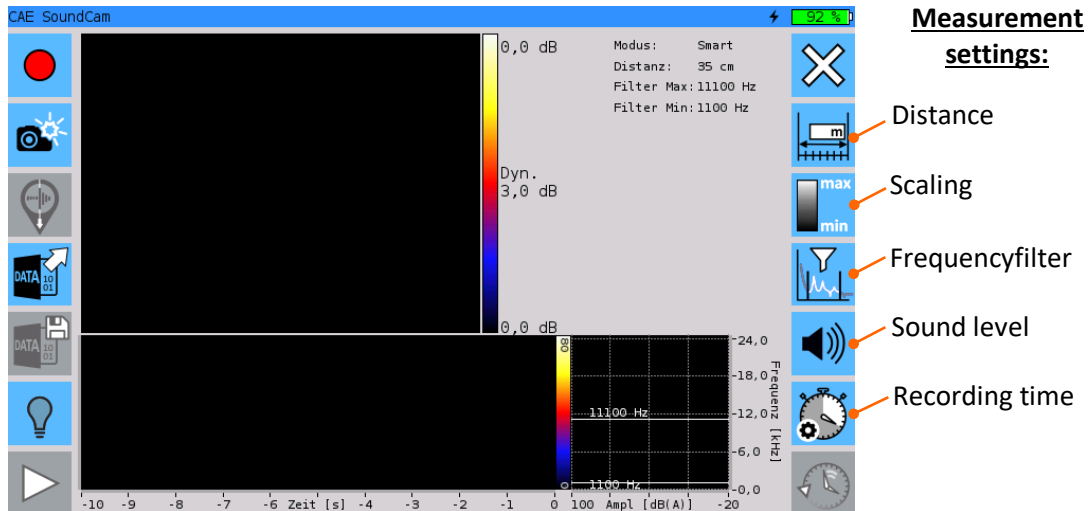 CAE SoundCam
92 %
Measurement
settings:
0,0 dB
Modus: Smart
Distanz: 35 cm
Filter Max: 11100 Hz
Filter Min: 1100 Hz
m
Distance
Dyn.
3,0 dB
max
min
Scaling
DATA 10
01
Frequencyfilter
0,0 dB
DATA 10
01
Sound level
80
0
24,0
-18,0
-12,0
-6,0
-0,0
Frequenz [kHz]
11100 Hz
1100 Hz
Recording time
-10 -9 -8 -7 -6 Zeit [s] -4 -3 -2 -1 0 100 Ampl [dB(A)] -20